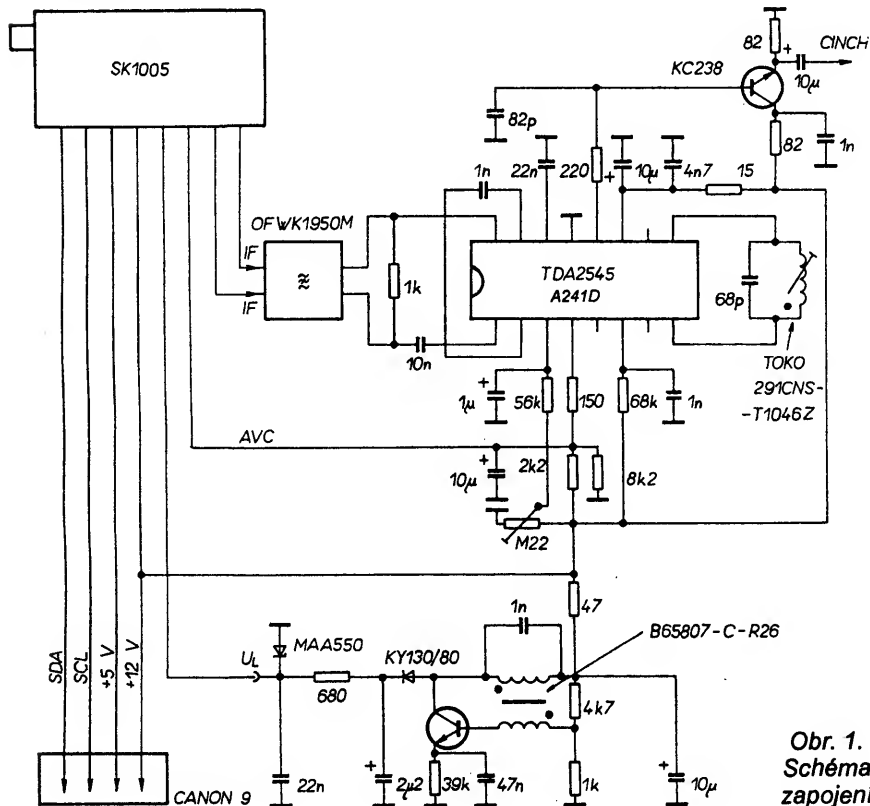 SK1005
82
+
CINCH
10µ
KC238
82
1n
82p
22n
220
+
10µ
4n7
15
1n
OFWK1950M
IF
IF
≈
1k
10n
TDA2545
A241D
68p
TOKO
291CNS-
-T1046Z
+
1µ
56k
150
68k
1n
AVC
+
10µ
2k2
8k2
M22
47
1n
B65807-C-R26
MAA550
KY130/80
UL
680
4k7
SDA
SCL
+5 V
+12 V
22n
+
2µ2
39k
47n
1k
+
10µ
CANON 9
Obr. 1.
Schéma
zapojení